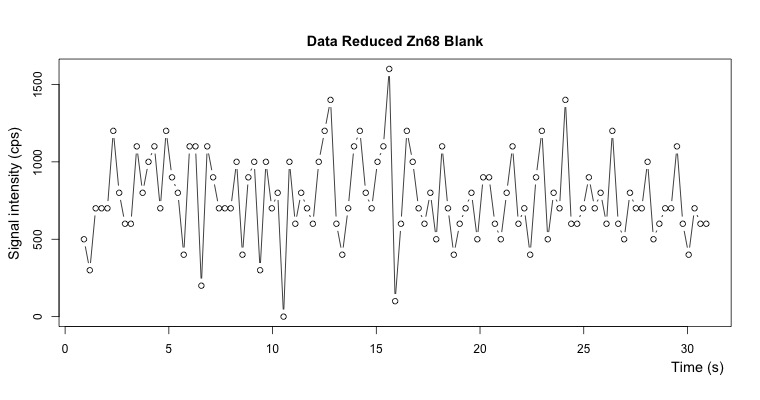 Data Reduced Zn68 Blank
Signal intensity (cps)
1500
1000
500
0
0 5 10 15 20 25 30
Time (s)